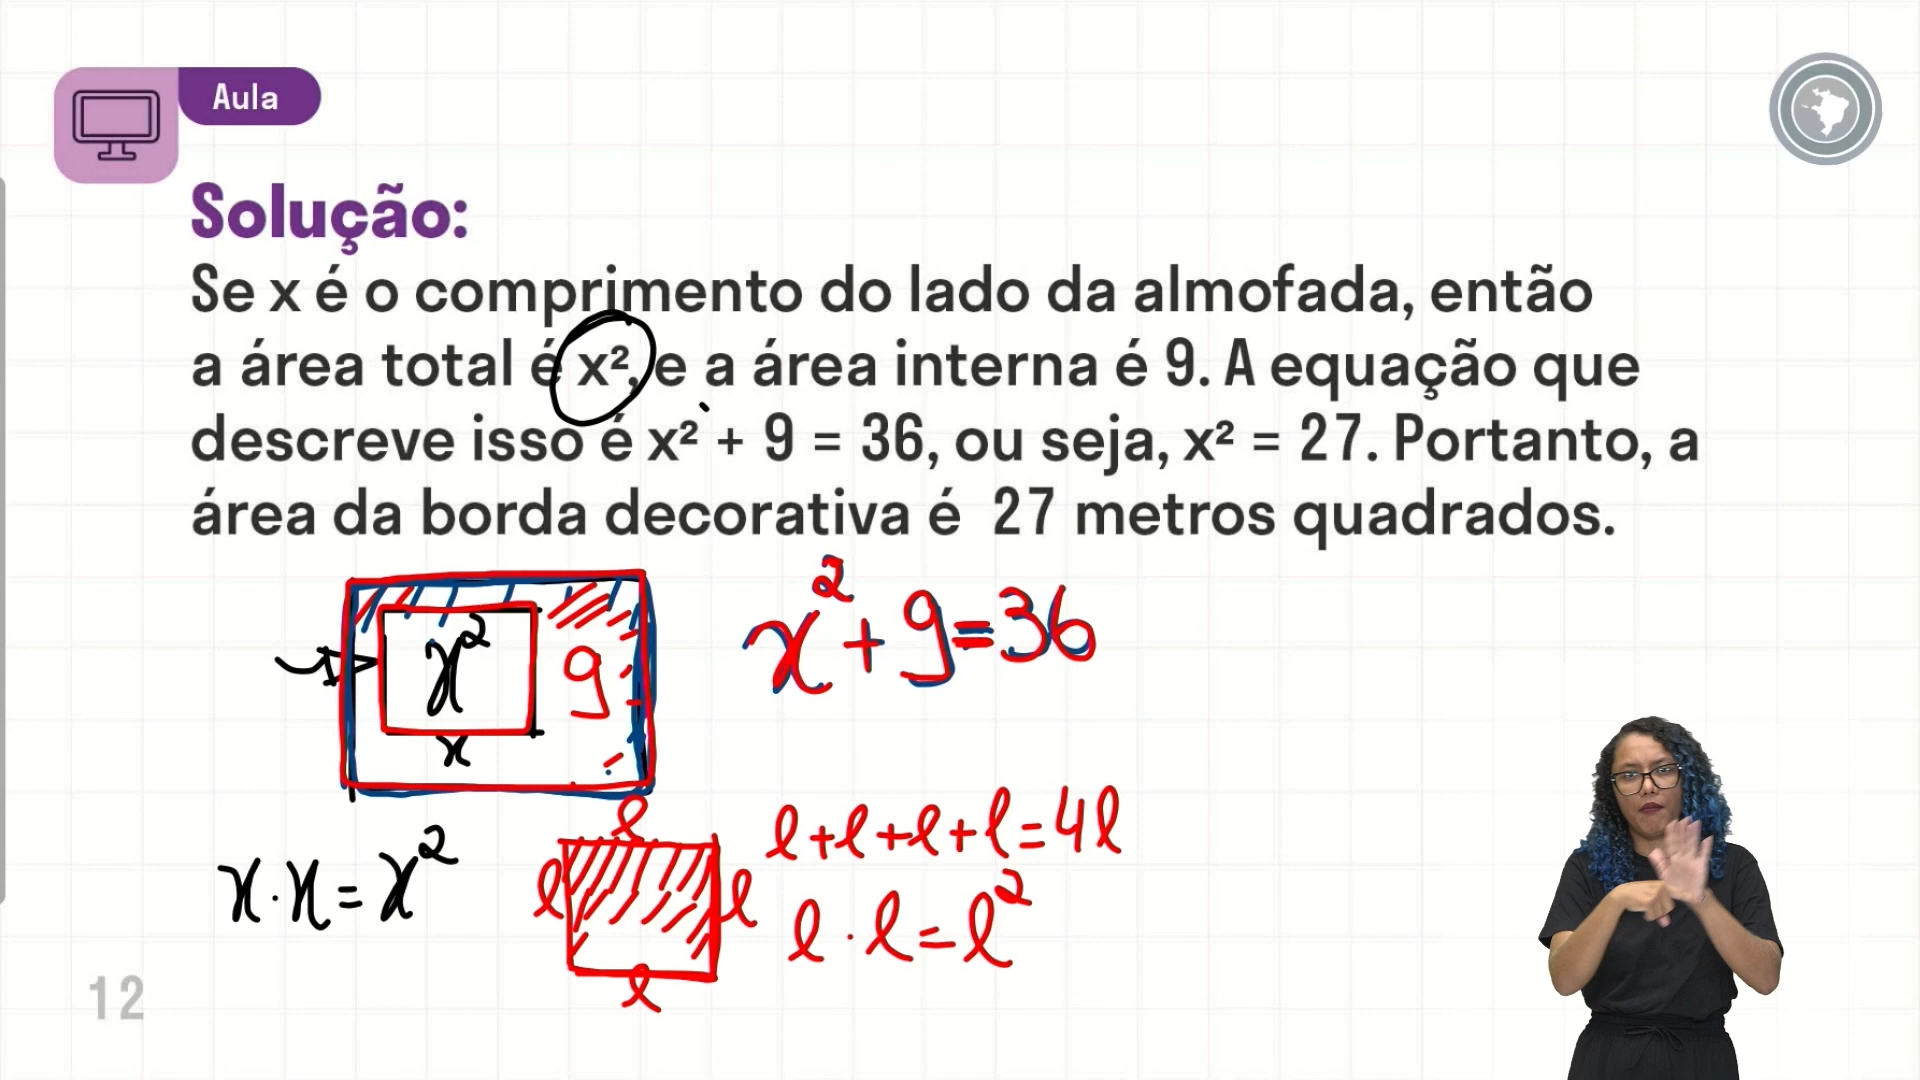 Aula
Solução:
Se x é o comprimento do lado da almofada, então
a área total é x², e a área interna é 9. A equação que
descreve isso é x² + 9 = 36, ou seja, x² = 27. Portanto, a
área da borda decorativa é 27 metros quadrados.
x² 9
x
x² + 9 = 36
x · x = x²
l
l l
l
l + l + l + l = 4l
l · l = l²
12